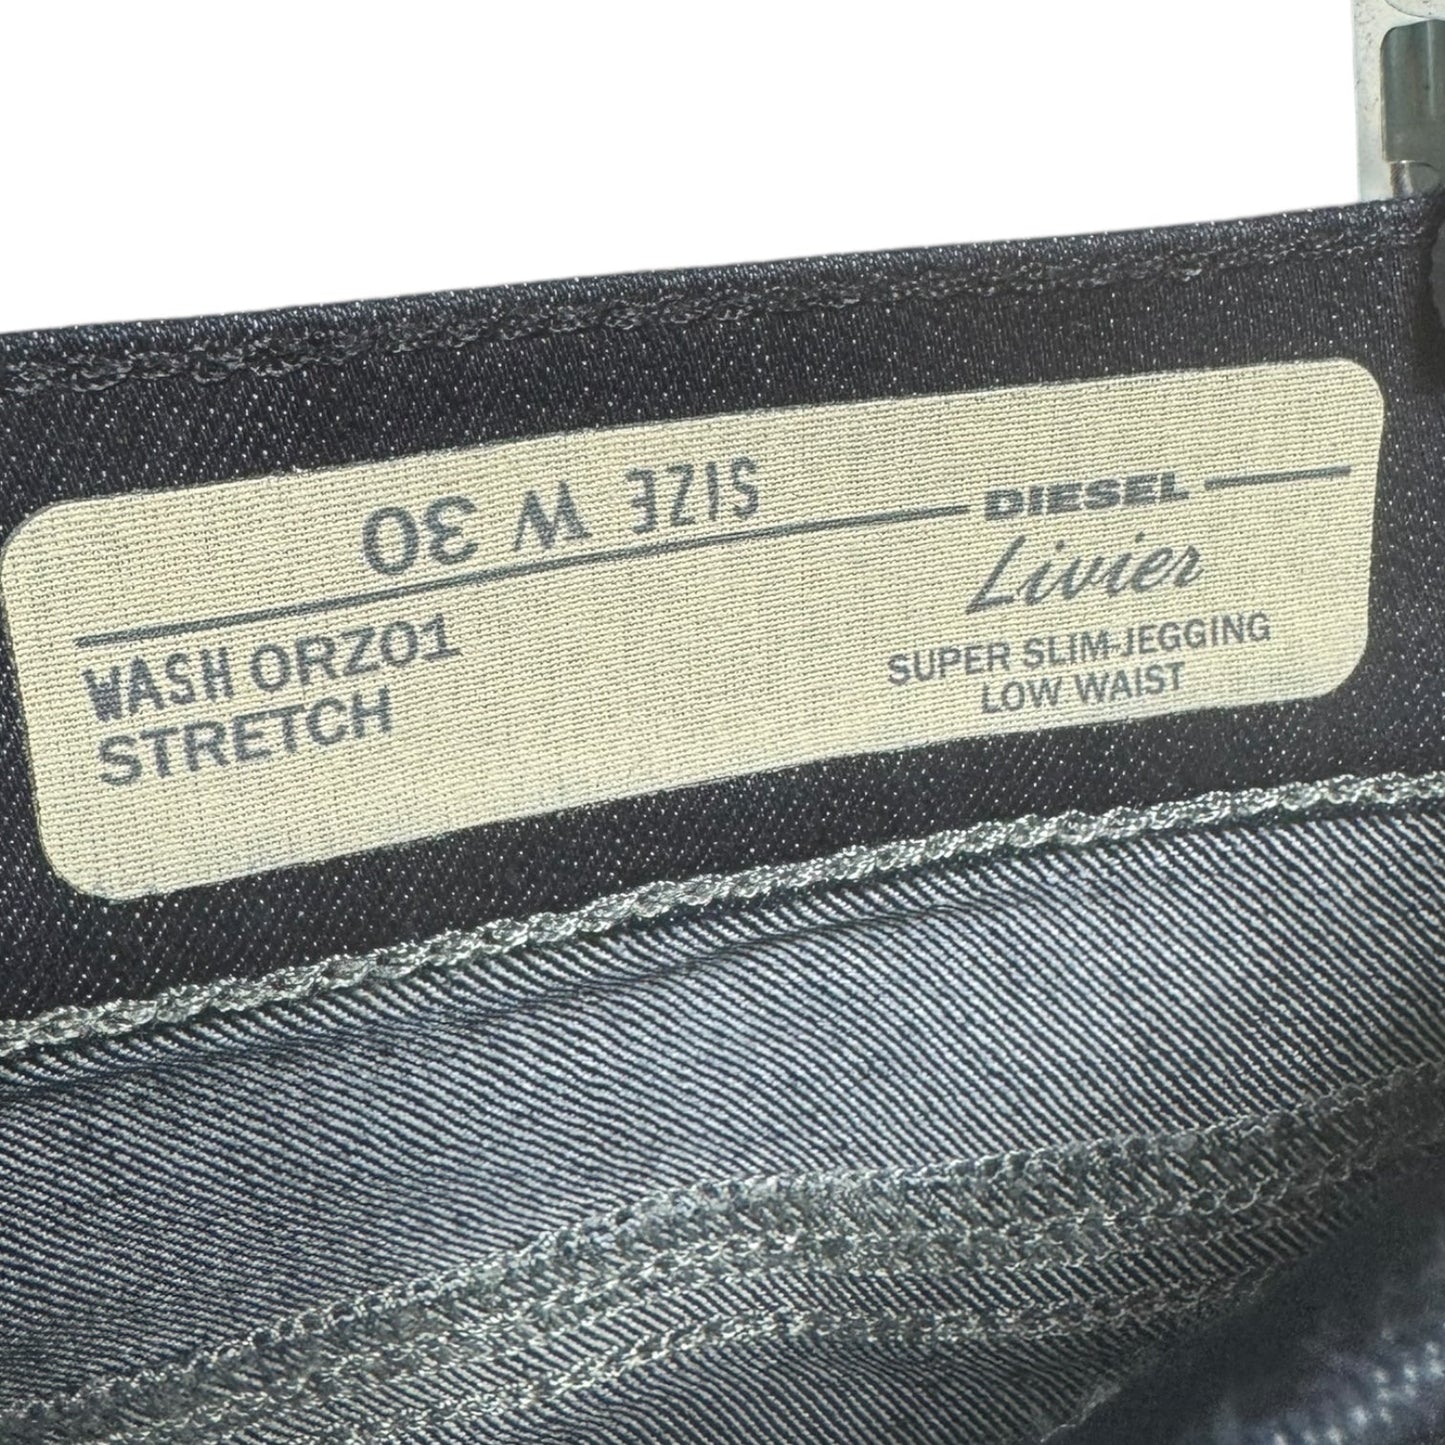 SIZE W 30
DIESEL
Livier
SUPER SLIM-JEGGING
LOW WAIST
WASH ORZ01
STRETCH